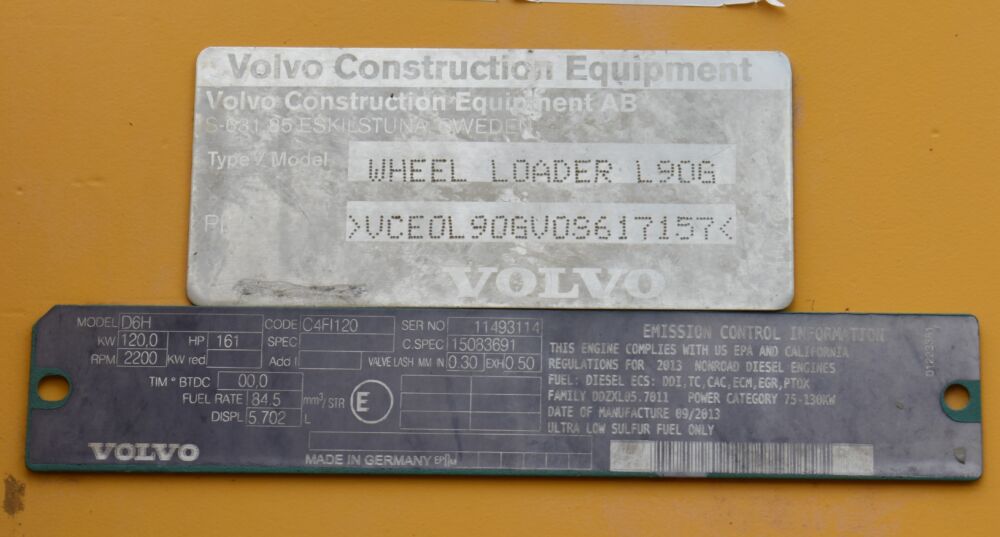 Volvo Construction Equipment
Volvo Construction Equipment AB
S-631 85 ESKILSTUNA SWEDEN
Type / Model WHEEL LOADER L90G
>VCE0L90GV08617157<
VOLVO
MODEL D6H CODE C4FI120 SER NO 11493114
KW 120,0 HP 161 SPEC C.SPEC 15083691
RPM 2200 KW red Add l VALVE LASH MM IN 0.30 EXH 0 50
TIM ° BTDC 00,0
FUEL RATE 84.5 mm³/STR E
DISPL 5.702 L
VOLVO
MADE IN GERMANY
EMISSION CONTROL INFORMATION
THIS ENGINE COMPLIES WITH US EPA AND CALIFORNIA
REGULATIONS FOR 2013 NONROAD DIESEL ENGINES
FUEL: DIESEL ECS: DDI,TC,CAC,ECM,EGR,PTOX
FAMILY DDZXL05.7011 POWER CATEGORY 75-130KW
DATE OF MANUFACTURE 09/2013
ULTRA LOW SULFUR FUEL ONLY